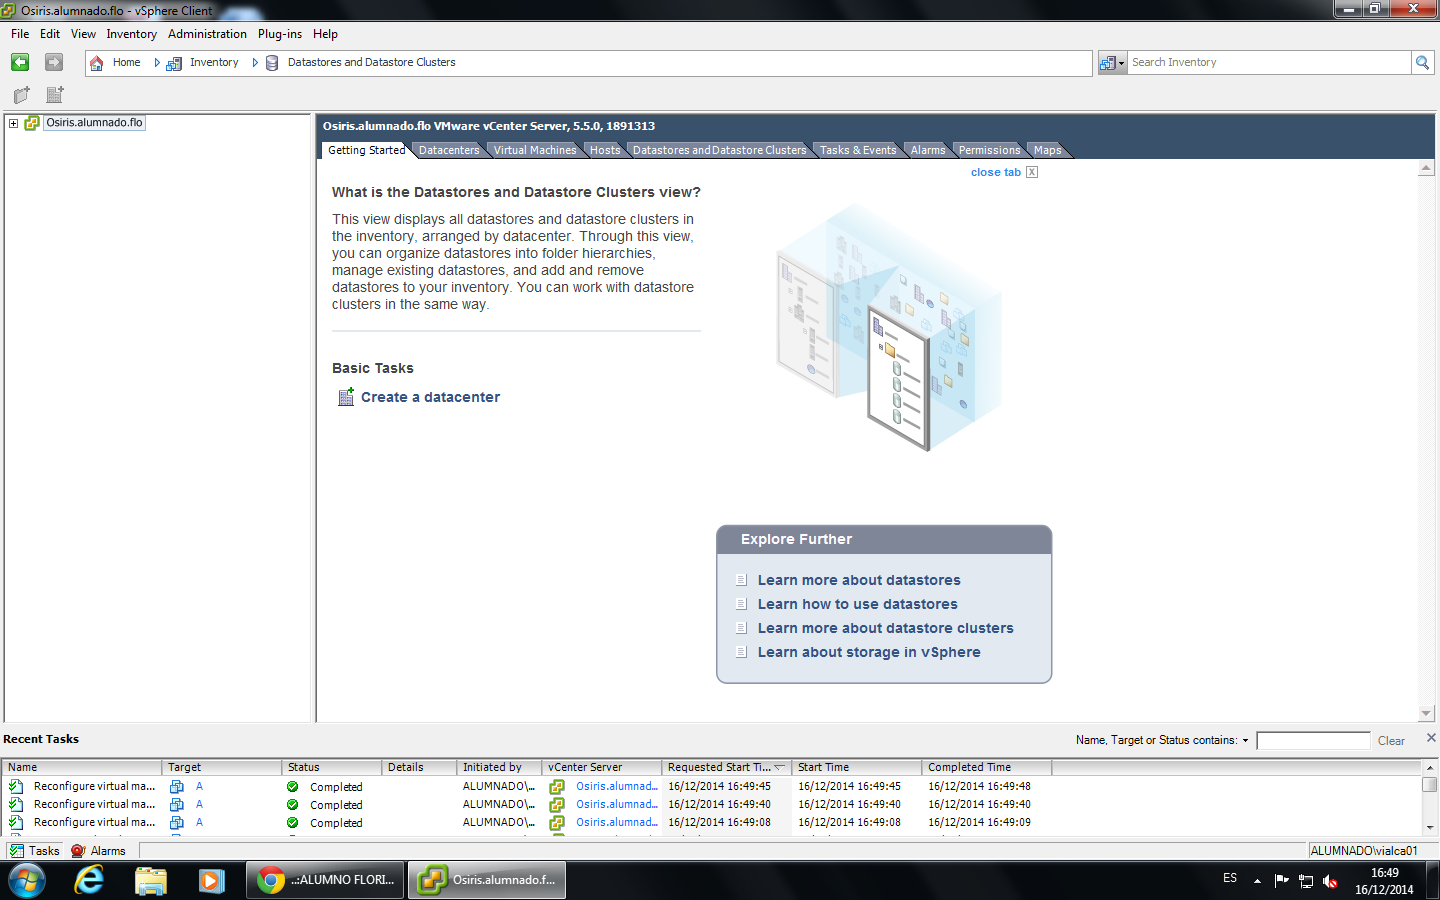 Osiris.alumnado.flo - vSphere Client
File Edit View Inventory Administration Plug-ins Help
Home Inventory Datastores and Datastore Clusters
Search Inventory
Osiris.alumnado.flo
Osiris.alumnado.flo VMware vCenter Server, 5.5.0, 1891313
Getting Started Datacenters Virtual Machines Hosts Datastores and Datastore Clusters Tasks & Events Alarms Permissions Maps
close tab X
What is the Datastores and Datastore Clusters view?
This view displays all datastores and datastore clusters in
the inventory, arranged by datacenter. Through this view,
you can organize datastores into folder hierarchies,
manage existing datastores, and add and remove
datastores to your inventory. You can work with datastore
clusters in the same way.
Basic Tasks
Create a datacenter
Explore Further
Learn more about datastores
Learn how to use datastores
Learn more about datastore clusters
Learn about storage in vSphere
Recent Tasks
Name, Target or Status contains: Clear
Name Target Status Details Initiated by vCenter Server Requested Start Ti... Start Time Completed Time
Reconfigure virtual ma... A Completed ALUMNADO\... Osiris.alumnad... 16/12/2014 16:49:45 16/12/2014 16:49:45 16/12/2014 16:49:48
Reconfigure virtual ma... A Completed ALUMNADO\... Osiris.alumnad... 16/12/2014 16:49:40 16/12/2014 16:49:40 16/12/2014 16:49:40
Reconfigure virtual ma... A Completed ALUMNADO\... Osiris.alumnad... 16/12/2014 16:49:08 16/12/2014 16:49:08 16/12/2014 16:49:09
Tasks Alarms
ALUMNADO\vialca01
..:ALUMNO FLORI...
Osiris.alumnado.f...
ES
16:49
16/12/2014